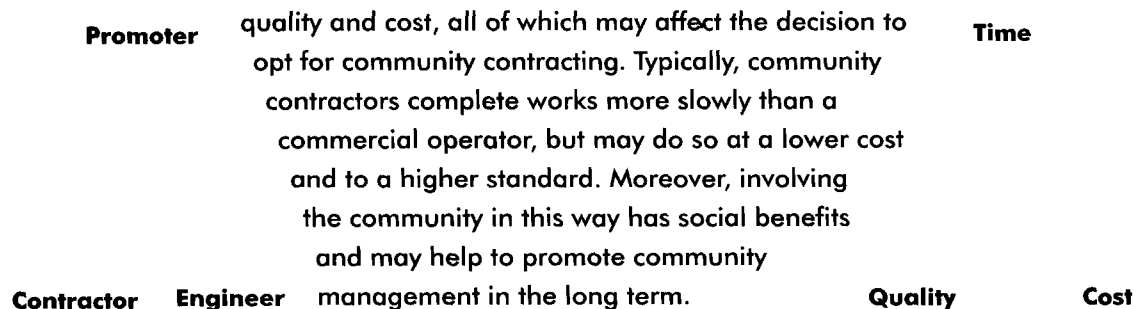 Promoter quality and cost, all of which may affect the decision to Time
opt for community contracting. Typically, community
contractors complete works more slowly than a
commercial operator, but may do so at a lower cost
and to a higher standard. Moreover, involving
the community in this way has social benefits
and may help to promote community
Contractor Engineer management in the long term. Quality Cost